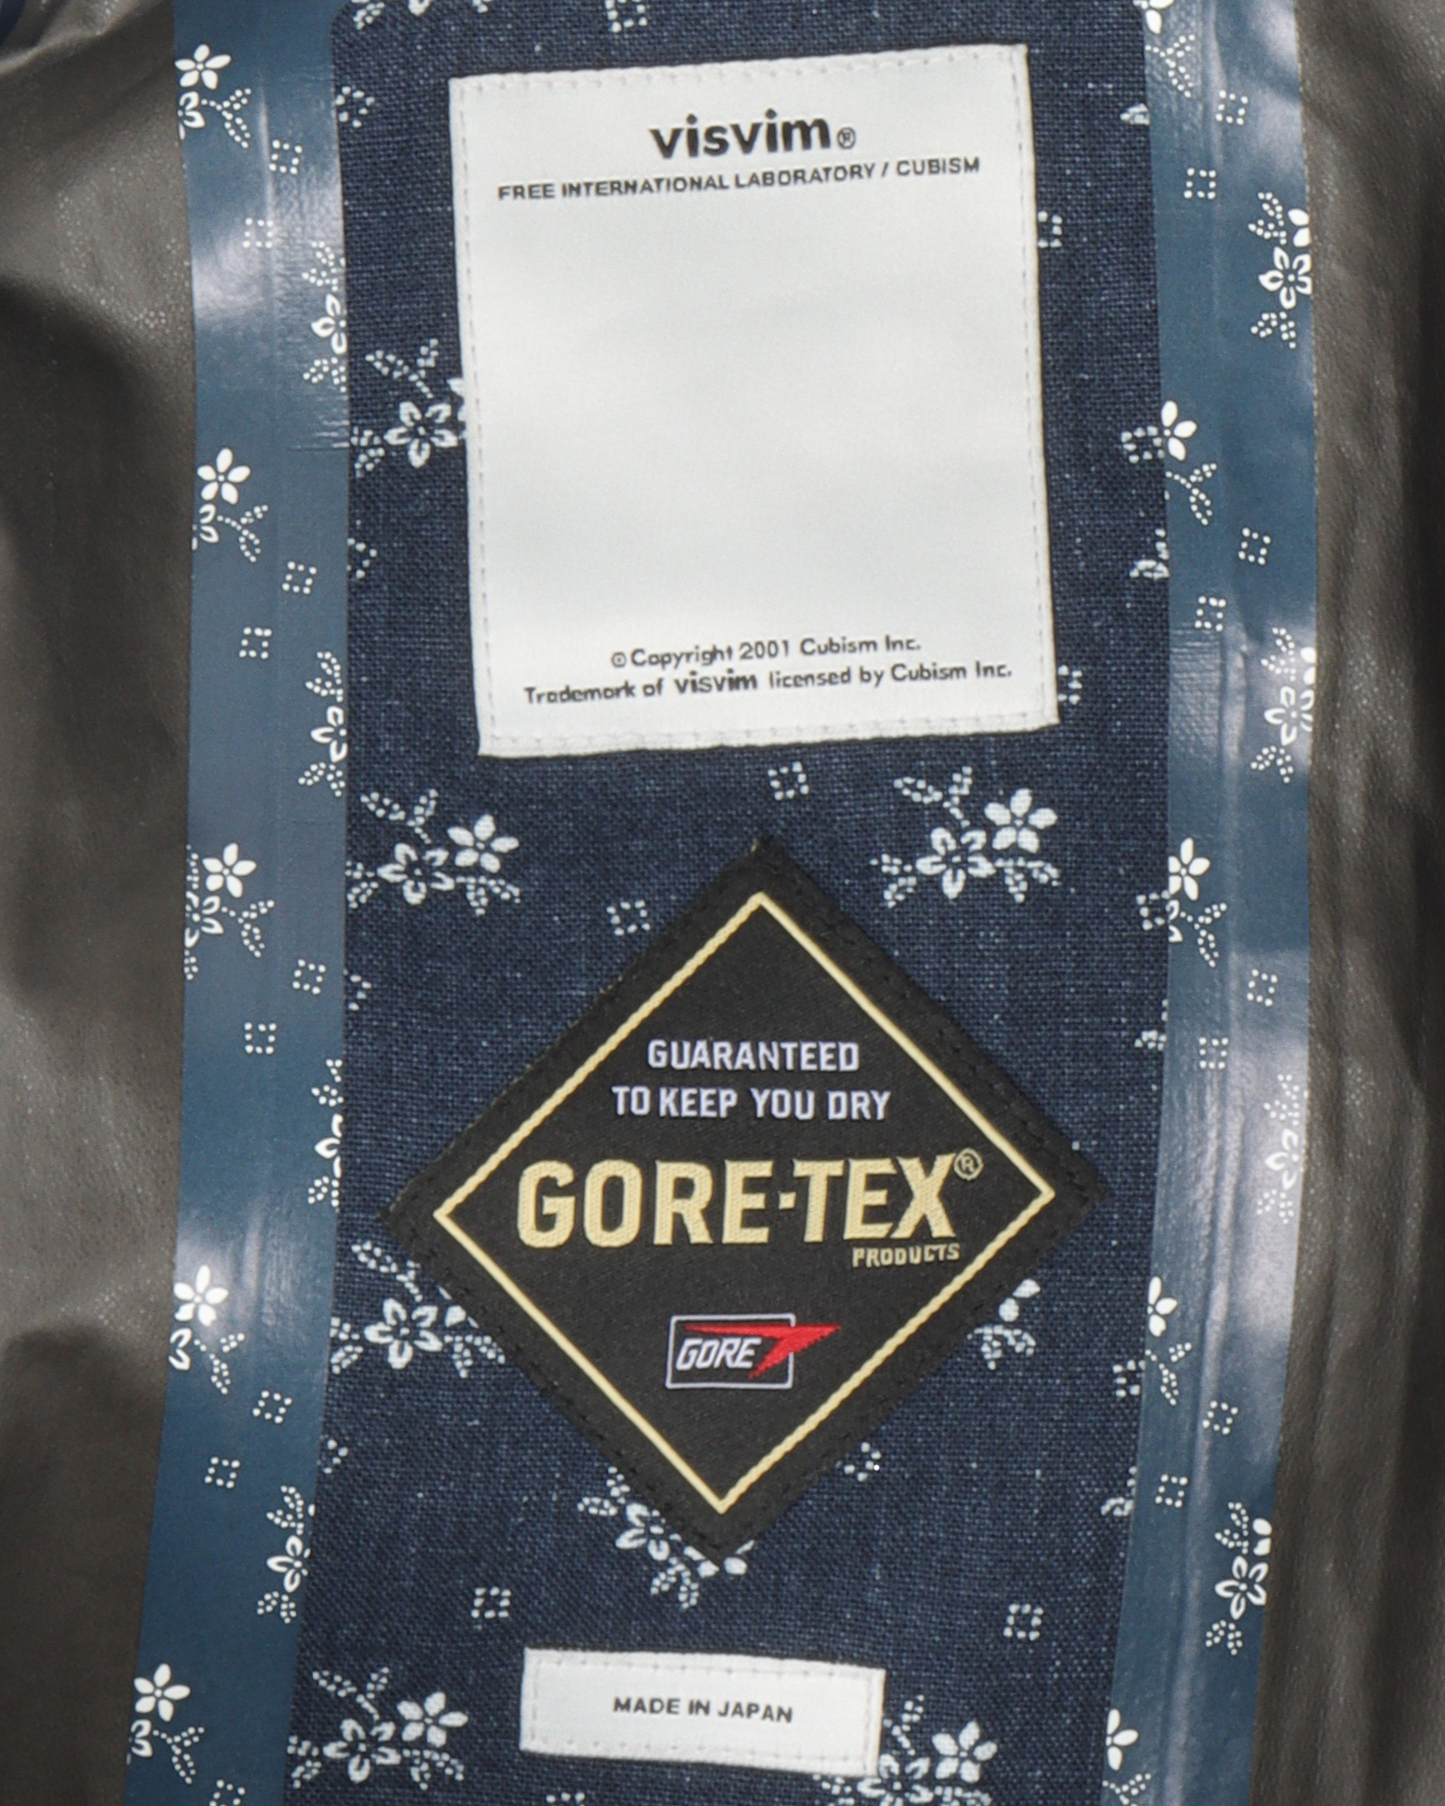 visvim®
FREE INTERNATIONAL LABORATORY / CUBISM
©Copyright 2001 Cubism Inc.
Trademark of visvim licensed by Cubism Inc.
GUARANTEED
TO KEEP YOU DRY
GORE-TEX®
PRODUCTS
GORE
MADE IN JAPAN